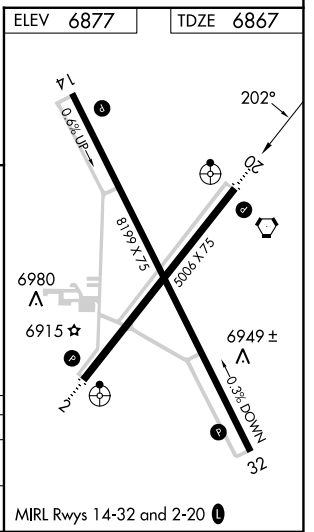 ELEV 6877
TDZE 6867
14
P
202°
0.6% UP
20
P
8199 X 75
5006 X 75
6980
6915
6949 ±
P
2
0.3% DOWN
P
32
MIRL Rwys 14-32 and 2-20 L